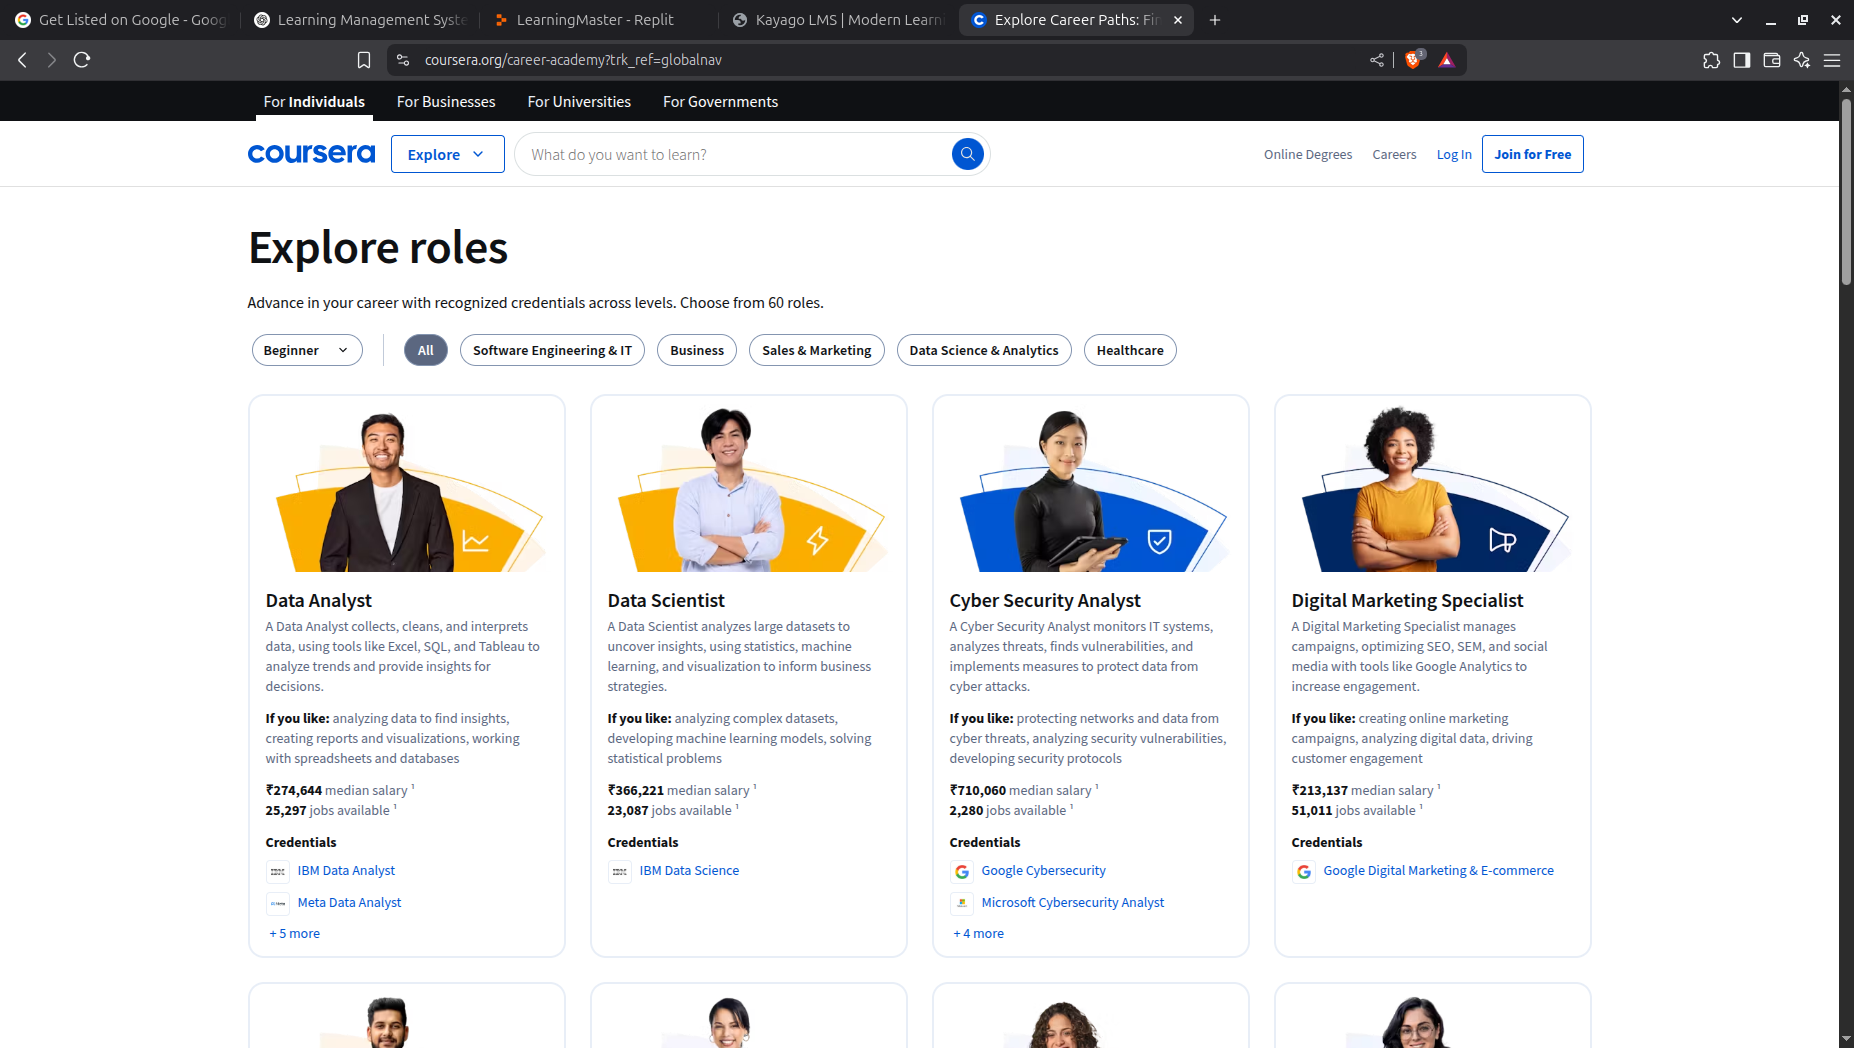 Get Listed on Google - Goog
Learning Management Syste
LearningMaster - Replit
Kayago LMS | Modern Learn
Explore Career Paths: Fi
coursera.org/career-academy?trk_ref=globalnav
3
For Individuals
For Businesses
For Universities
For Governments
coursera
Explore
What do you want to learn?
Online Degrees
Careers
Log In
Join for Free
Explore roles
Advance in your career with recognized credentials across levels. Choose from 60 roles.
Beginner
All
Software Engineering & IT
Business
Sales & Marketing
Data Science & Analytics
Healthcare
Data Analyst
A Data Analyst collects, cleans, and interprets
data, using tools like Excel, SQL, and Tableau to
analyze trends and provide insights for
decisions.
If you like: analyzing data to find insights,
creating reports and visualizations, working
with spreadsheets and databases
₹274,644 median salary ¹
25,297 jobs available ¹
Credentials
IBM Data Analyst
Meta Data Analyst
+ 5 more
Data Scientist
A Data Scientist analyzes large datasets to
uncover insights, using statistics, machine
learning, and visualization to inform business
strategies.
If you like: analyzing complex datasets,
developing machine learning models, solving
statistical problems
₹366,221 median salary ¹
23,087 jobs available ¹
Credentials
IBM Data Science
Cyber Security Analyst
A Cyber Security Analyst monitors IT systems,
analyzes threats, finds vulnerabilities, and
implements measures to protect data from
cyber attacks.
If you like: protecting networks and data from
cyber threats, analyzing security vulnerabilities,
developing security protocols
₹710,060 median salary ¹
2,280 jobs available ¹
Credentials
Google Cybersecurity
Microsoft Cybersecurity Analyst
+ 4 more
Digital Marketing Specialist
A Digital Marketing Specialist manages
campaigns, optimizing SEO, SEM, and social
media with tools like Google Analytics to
increase engagement.
If you like: creating online marketing
campaigns, analyzing digital data, driving
customer engagement
₹213,137 median salary ¹
51,011 jobs available ¹
Credentials
Google Digital Marketing & E-commerce